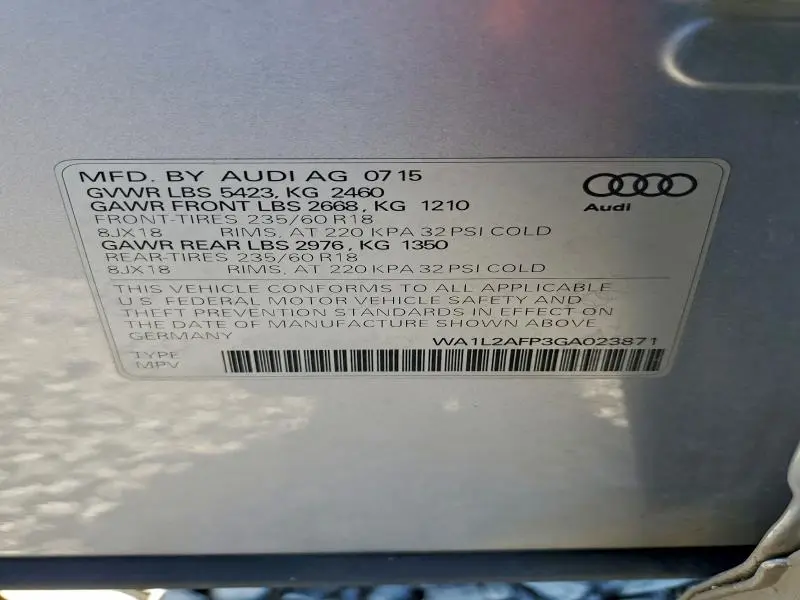 MFD. BY AUDI AG 07 15
GVWR LBS 5423, KG 2460
GAWR FRONT LBS 2668, KG 1210
FRONT-TIRES 235/60 R18
8JX18 RIMS, AT 220 KPA 32 PSI COLD
GAWR REAR LBS 2976, KG 1350
REAR-TIRES 235/60 R18
8JX18 RIMS, AT 220 KPA 32 PSI COLD
Audi
THIS VEHICLE CONFORMS TO ALL APPLICABLE
U.S. FEDERAL MOTOR VEHICLE SAFETY AND
THEFT PREVENTION STANDARDS IN EFFECT ON
THE DATE OF MANUFACTURE SHOWN ABOVE
GERMANY WA1L2AFP3GA023871
TYPE
MPV